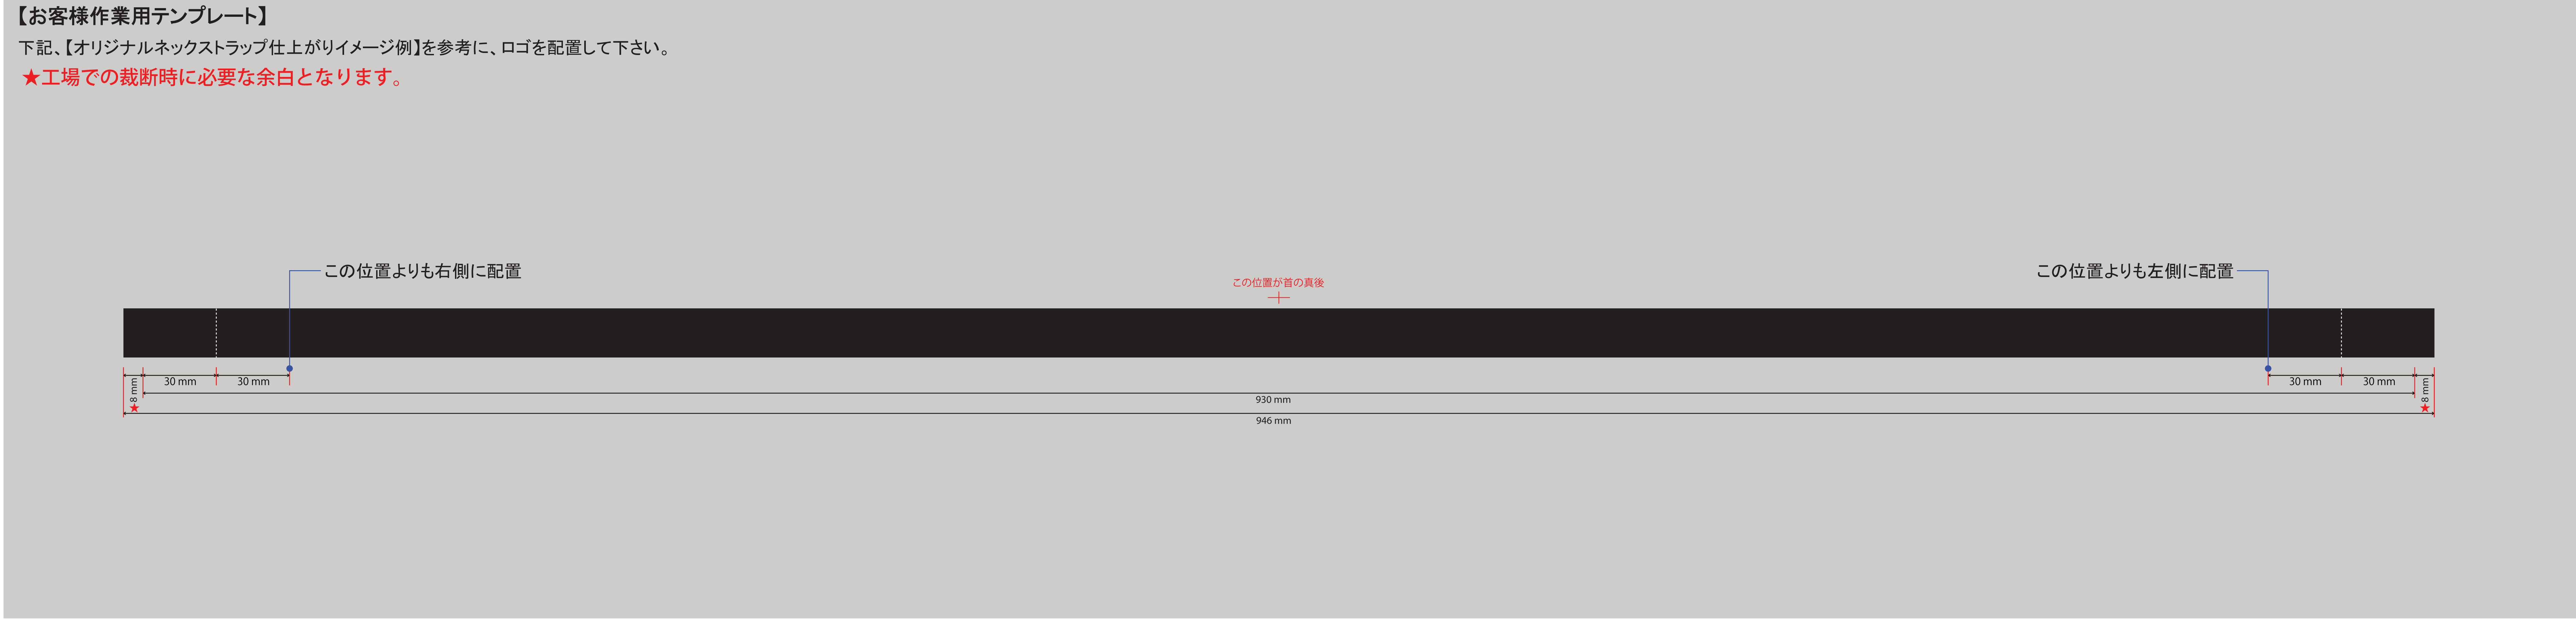 【お客様作業用テンプレート】
下記、【オリジナルネックストラップ仕上がりイメージ例】を参考に、ロゴを配置して下さい。
★工場での裁断時に必要な余白となります。
この位置よりも右側に配置
この位置が首の真後
この位置よりも左側に配置
★8 mm
30 mm
30 mm
30 mm
30 mm
★8 mm
930 mm
946 mm